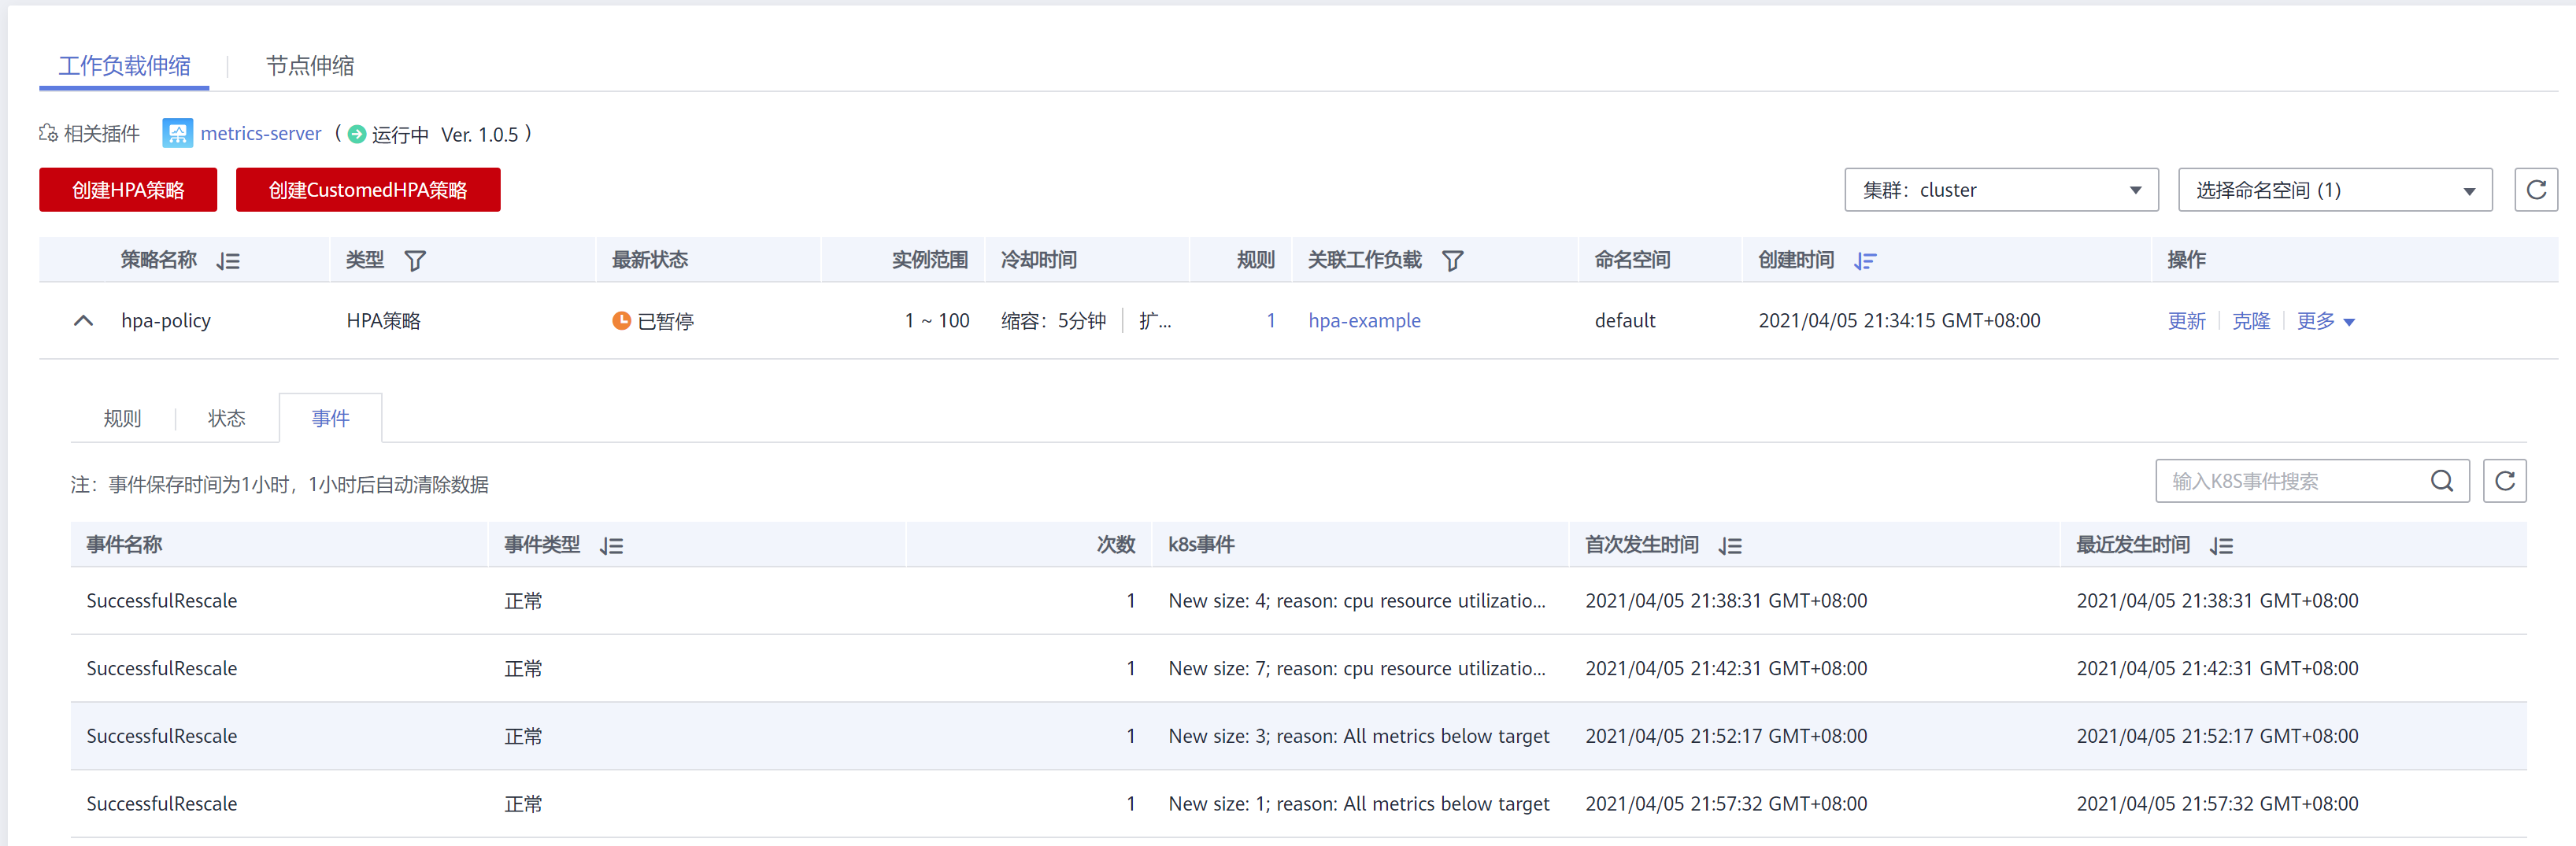 工作负载伸缩 节点伸缩
相关插件 metrics-server ( 运行中 Ver. 1.0.5 )
创建HPA策略 创建CustomedHPA策略 集群：cluster 选择命名空间 (1)
策略名称 类型 最新状态 实例范围 冷却时间 规则 关联工作负载 命名空间 创建时间 操作
hpa-policy HPA策略 已暂停 1 ~ 100 缩容：5分钟 扩... 1 hpa-example default 2021/04/05 21:34:15 GMT+08:00 更新 克隆 更多
规则 状态 事件
注：事件保存时间为1小时，1小时后自动清除数据 输入K8S事件搜索
事件名称 事件类型 次数 k8s事件 首次发生时间 最近发生时间
SuccessfulRescale 正常 1 New size: 4; reason: cpu resource utilizatio... 2021/04/05 21:38:31 GMT+08:00 2021/04/05 21:38:31 GMT+08:00
SuccessfulRescale 正常 1 New size: 7; reason: cpu resource utilizatio... 2021/04/05 21:42:31 GMT+08:00 2021/04/05 21:42:31 GMT+08:00
SuccessfulRescale 正常 1 New size: 3; reason: All metrics below target 2021/04/05 21:52:17 GMT+08:00 2021/04/05 21:52:17 GMT+08:00
SuccessfulRescale 正常 1 New size: 1; reason: All metrics below target 2021/04/05 21:57:32 GMT+08:00 2021/04/05 21:57:32 GMT+08:00